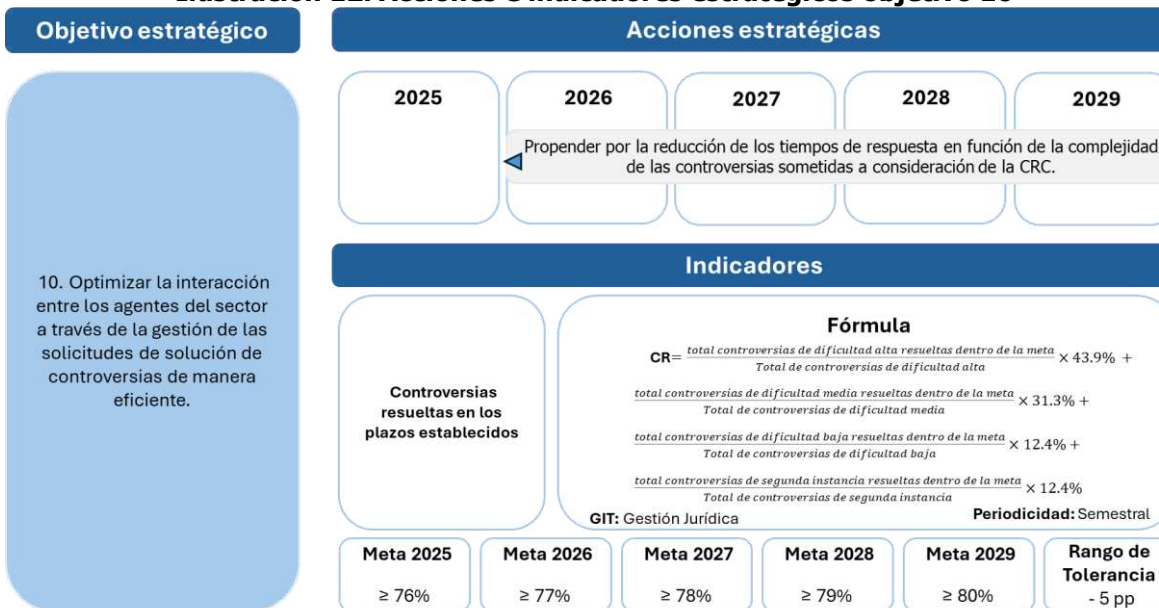 Objetivo estratégico
Acciones estratégicas
2025
2026
2027
2028
2029
Propender por la reducción de los tiempos de respuesta en función de la complejidad
de las controversias sometidas a consideración de la CRC.
Indicadores
10. Optimizar la interacción
entre los agentes del sector
a través de la gestión de las
solicitudes de solución de
controversias de manera
eficiente.
Controversias
resueltas en los
plazos establecidos
Fórmula
CR= total controversias de dificultad alta resueltas dentro de la meta × 43.9% +
Total de controversias de dificultad alta
total controversias de dificultad media resueltas dentro de la meta × 31.3% +
Total de controversias de dificultad media
total controversias de dificultad baja resueltas dentro de la meta × 12.4% +
Total de controversias de dificultad baja
total controversias de segunda instancia resueltas dentro de la meta × 12.4%
Total de controversias de segunda instancia
GIT: Gestión Jurídica
Periodicidad: Semestral
Meta 2025
≥ 76%
Meta 2026
≥ 77%
Meta 2027
≥ 78%
Meta 2028
≥ 79%
Meta 2029
≥ 80%
Rango de
Tolerancia
- 5 pp